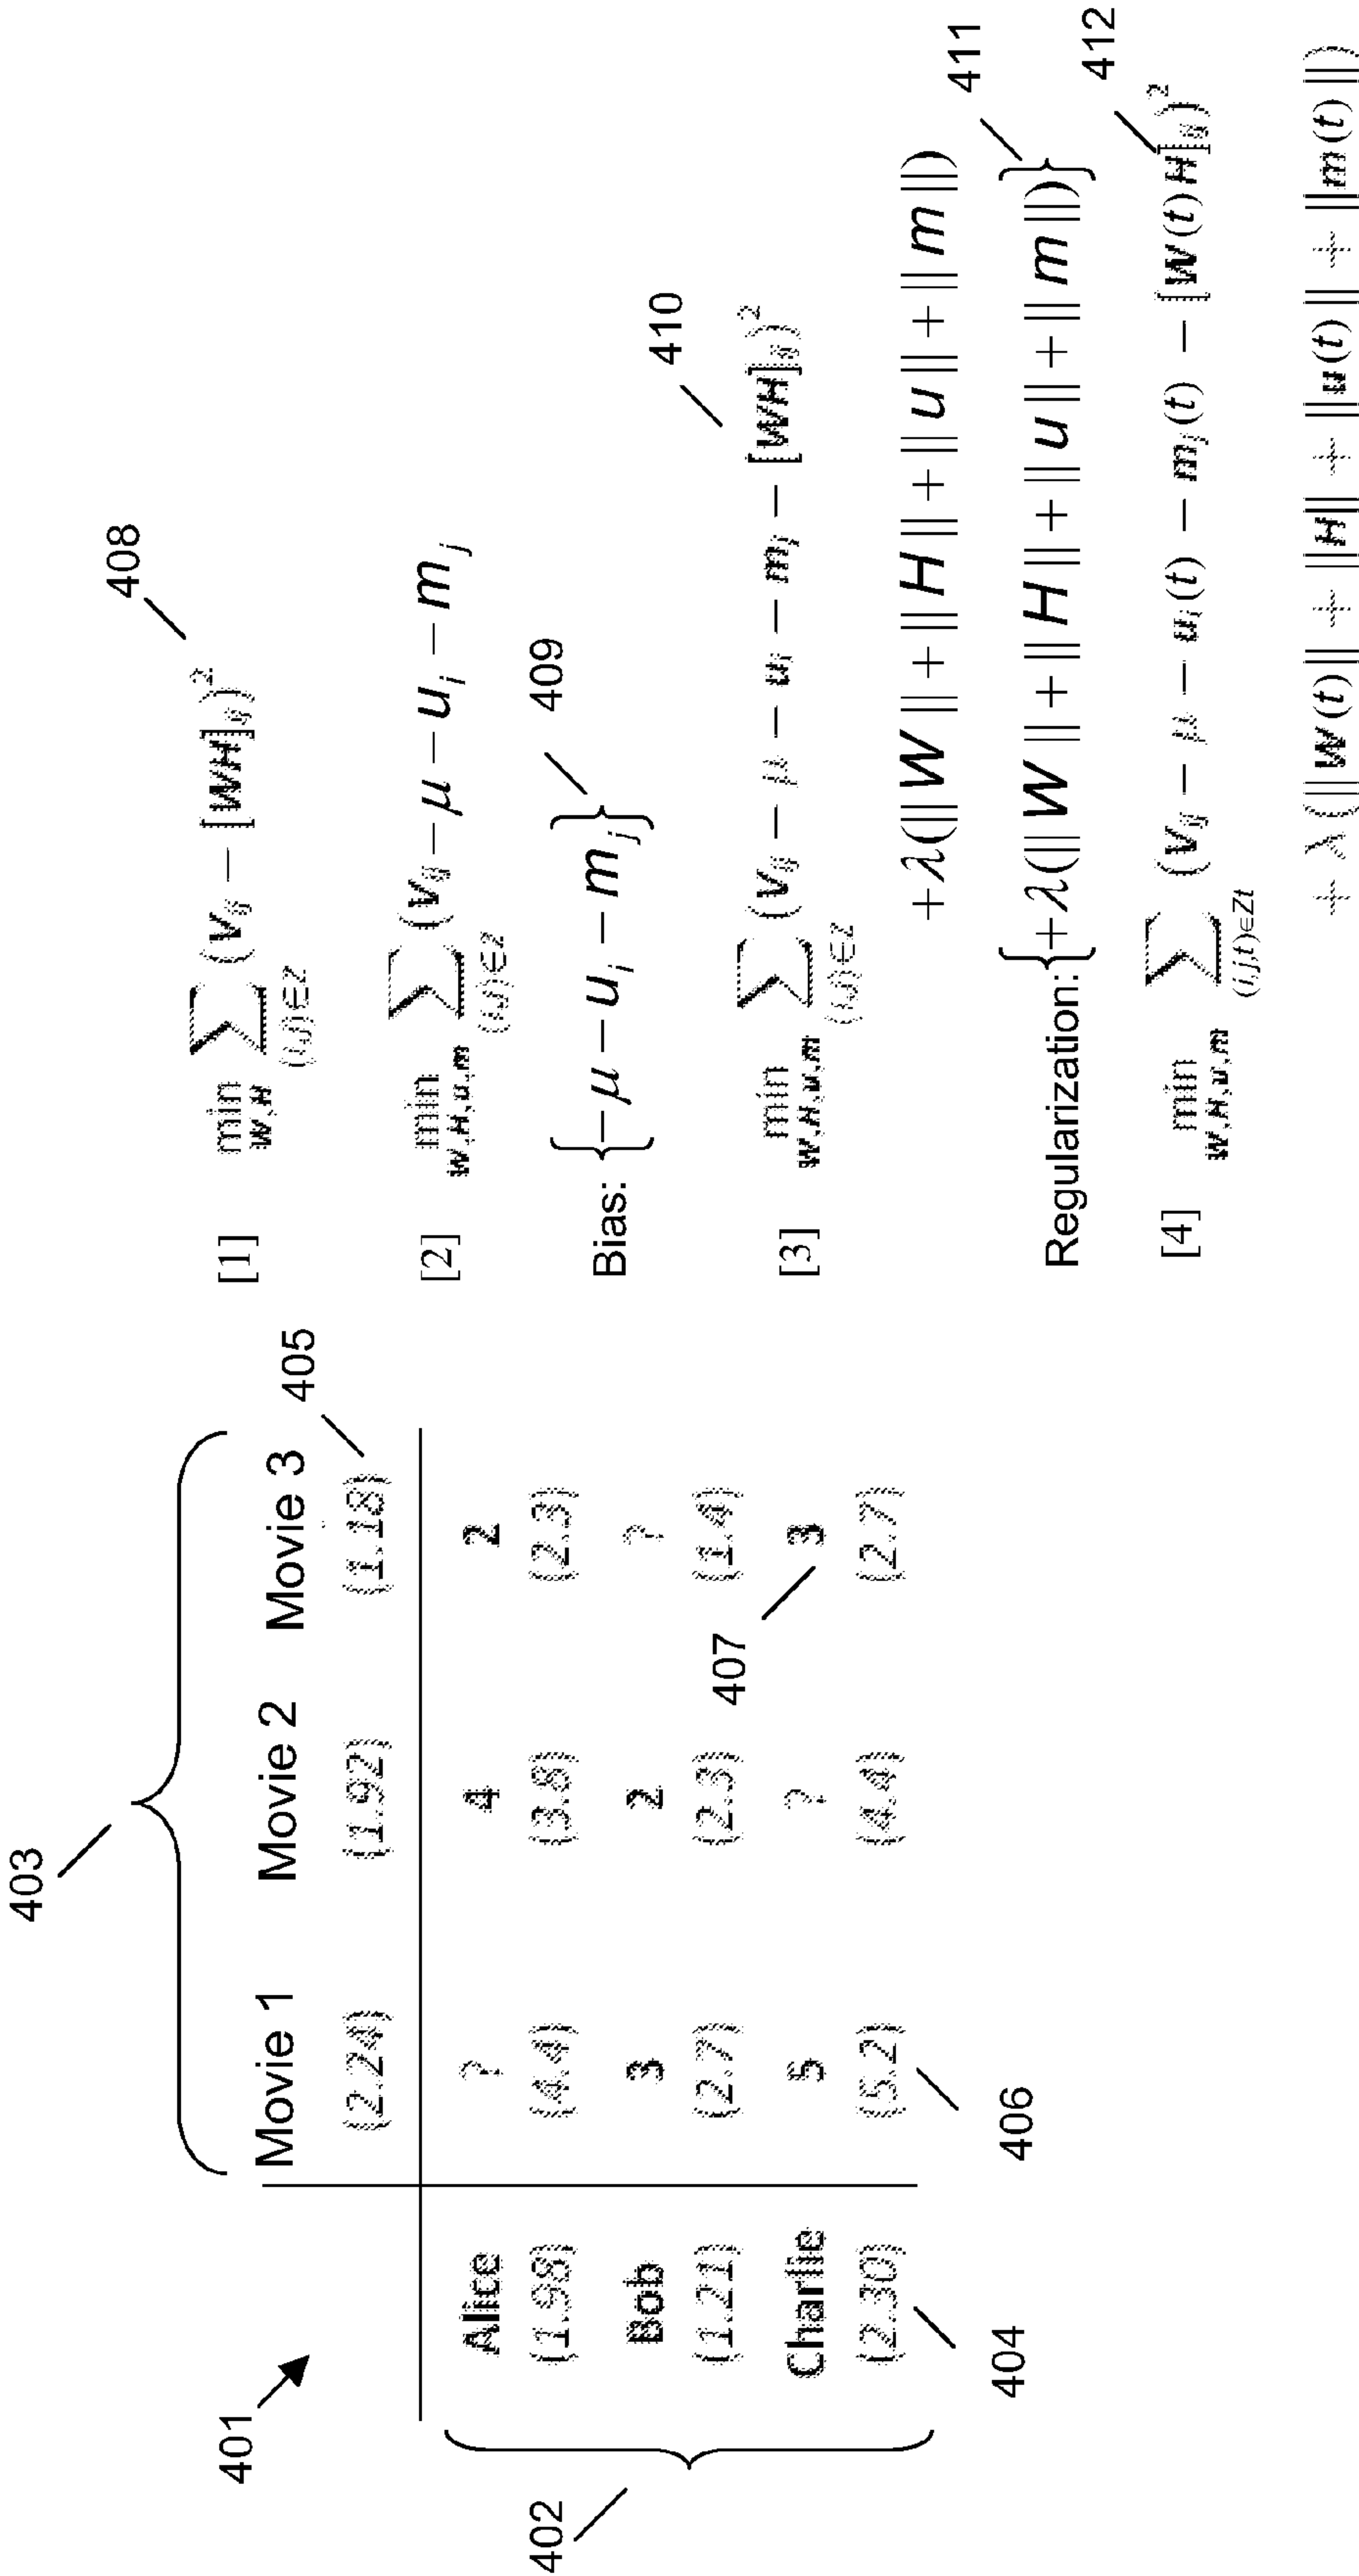 403
401
Movie 1 Movie 2 Movie 3
(2.24) (1.92) (1.18)
405
402
Alice ? 4 2
(1.98) (4.4) (3.8) (2.3)
Bob 3 2 ?
(1.21) (2.7) (2.3) (1.4)
407
Charlie 5 ? 3
(2.30) (5.2) (4.4) (2.7)
404
406
408
[1] min W,H ∑ (i,j)∈Z (V_ij − [WH]_ij)²
[2] min W,H,u,m ∑ (i,j)∈Z (V_ij − μ − u_i − m_j
409
Bias: {− μ − u_i − m_j}
410
[3] min W,H,u,m ∑ (i,j)∈Z (V_ij − μ − u_i − m_j − [WH]_ij)²
+ λ(‖W‖ + ‖H‖ + ‖u‖ + ‖m‖)
411
Regularization: {+ λ(‖W‖ + ‖H‖ + ‖u‖ + ‖m‖)}
412
[4] min W,H,u,m ∑ (i,j,t)∈Zt (V_ij − μ − u_i(t) − m_j(t) − [W(t)H]_ij)²
+ λ(‖W(t)‖ + ‖H‖ + ‖u(t)‖ + ‖m(t)‖)